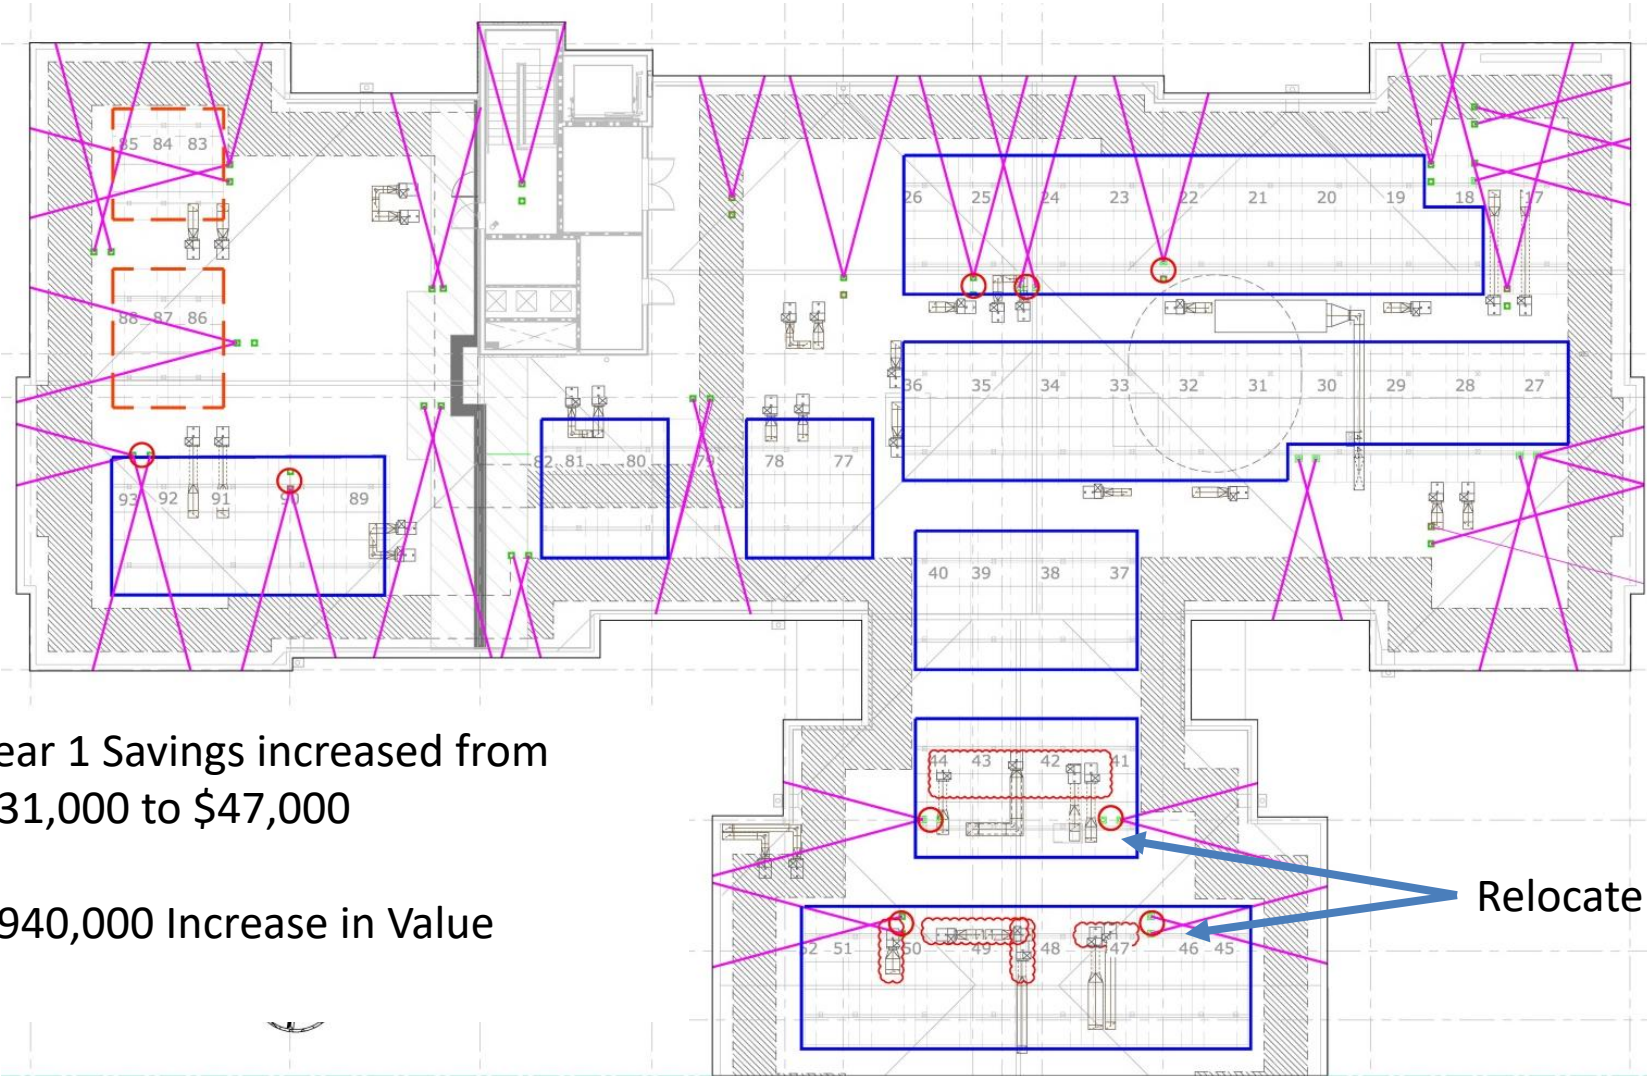 85 84 83
26 25 24 23 22 21 20 19 18 17
88 87 86
36 35 34 33 32 31 30 29 28 27
82 81 80 79 78 77
93 92 91 90 89
40 39 38 37
ear 1 Savings increased from
31,000 to $47,000
44 43 42 41
940,000 Increase in Value
Relocate
52 51 50 49 48 47 46 45